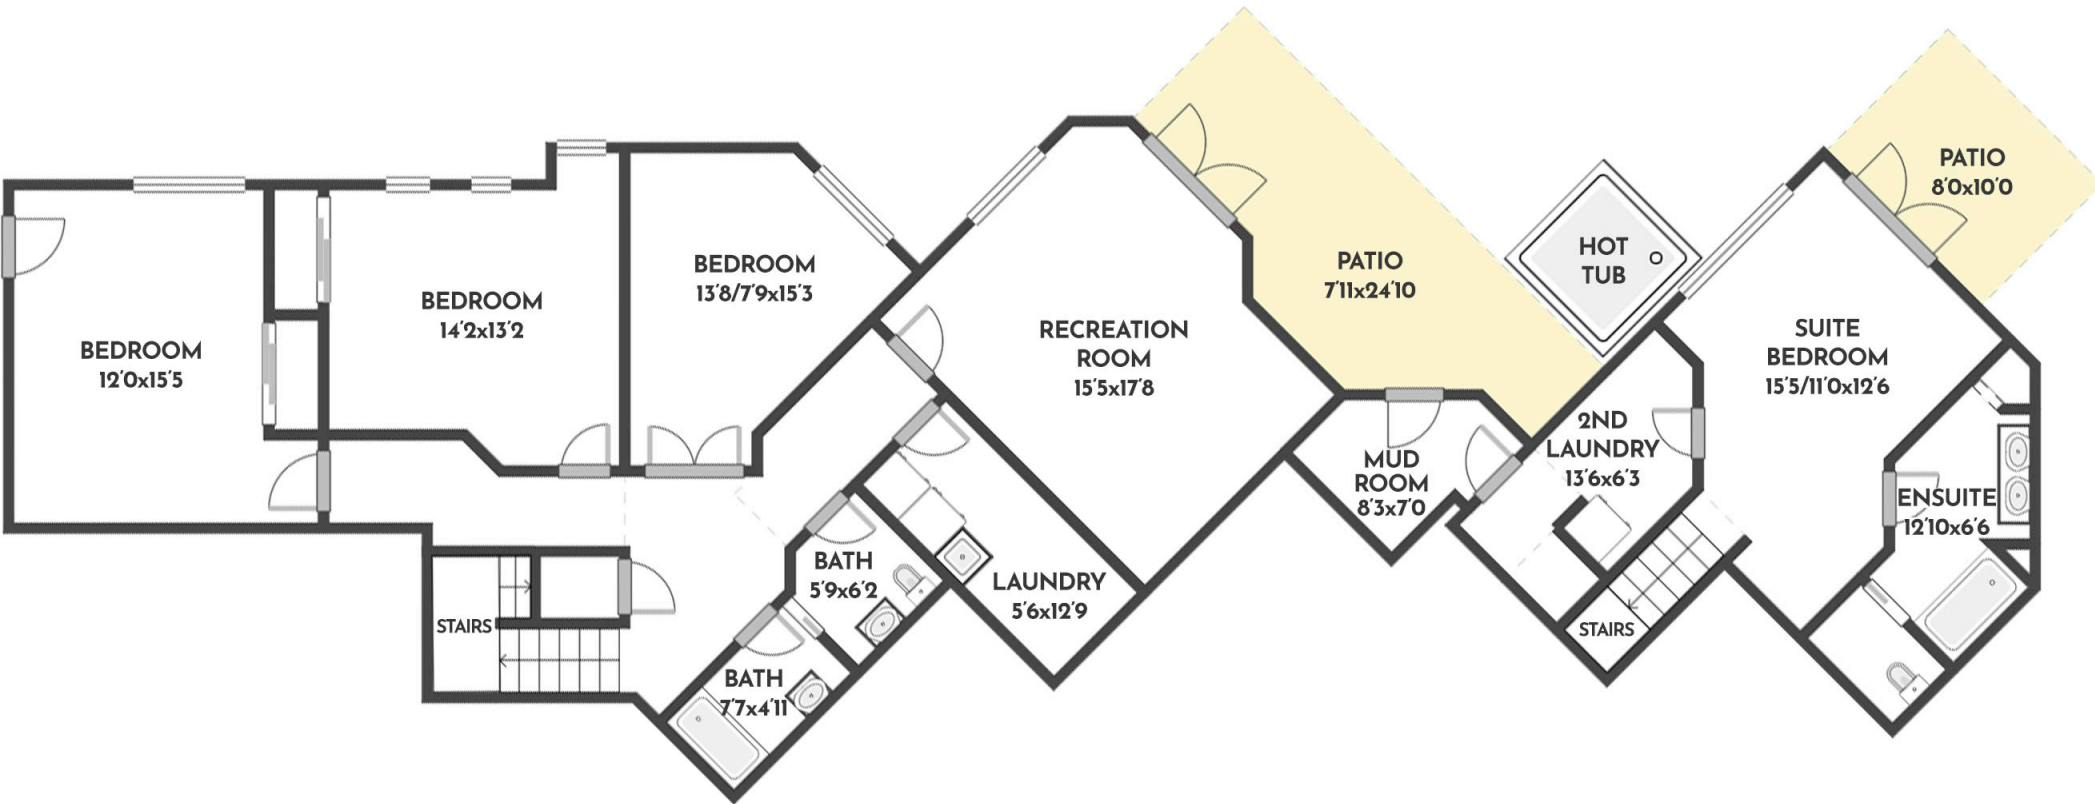 BEDROOM
12'0x15'5
BEDROOM
14'2x13'2
BEDROOM
13'8/7'9x15'3
RECREATION
ROOM
15'5x17'8
PATIO
7'11x24'10
HOT
TUB
PATIO
8'0x10'0
SUITE
BEDROOM
15'5/11'0x12'6
2ND
LAUNDRY
13'6x6'3
MUD
ROOM
8'3x7'0
ENSUITE
12'10x6'6
STAIRS
BATH
5'9x6'2
LAUNDRY
5'6x12'9
BATH
7'7x4'11
STAIRS